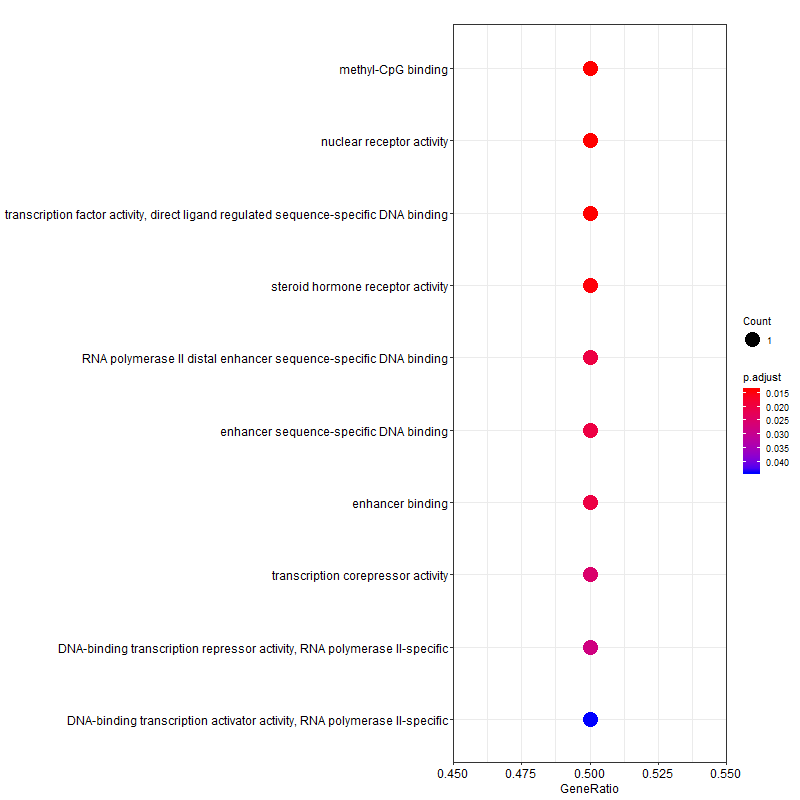 methyl-CpG binding
nuclear receptor activity
transcription factor activity, direct ligand regulated sequence-specific DNA binding
steroid hormone receptor activity
RNA polymerase II distal enhancer sequence-specific DNA binding
enhancer sequence-specific DNA binding
enhancer binding
transcription corepressor activity
DNA-binding transcription repressor activity, RNA polymerase II-specific
DNA-binding transcription activator activity, RNA polymerase II-specific
0.450 0.475 0.500 0.525 0.550
GeneRatio
Count
1
p.adjust
0.015
0.020
0.025
0.030
0.035
0.040